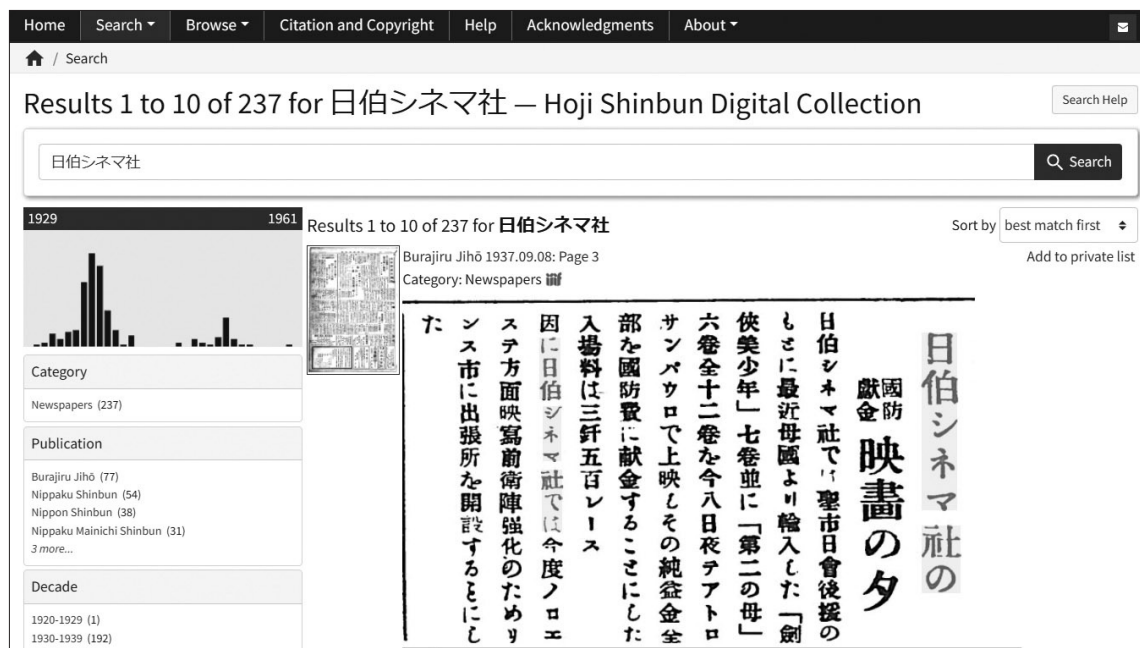 Home
Search
Browse
Citation and Copyright
Help
Acknowledgments
About
/ Search
Results 1 to 10 of 237 for 日伯シネマ社 — Hoji Shinbun Digital Collection
Search Help
日伯シネマ社
Search
1929
1961
Category
Newspapers (237)
Publication
Burajiru Jihō (77)
Nippaku Shinbun (54)
Nippon Shinbun (38)
Nippaku Mainichi Shinbun (31)
3 more...
Decade
1920-1929 (1)
1930-1939 (192)
Results 1 to 10 of 237 for 日伯シネマ社
Sort by best match first
Burajiru Jihō 1937.09.08: Page 3
Add to private list
Category: Newspapers
日伯シネマ社の
國防
獻金
映畫の夕
日伯シネマ社では聖市日會後援の
もとに最近母國より輸入した「劍
俠美少年」七卷並に「第二の母」
六卷全十二卷を今八日夜テアトロ
サンパウロで上映しその純益金全
部を國防費に献金することにした
入場料は三釺五百レース
因に日伯シネマ社では今度ノロエ
ステ方面映寫前衛陣强化のためリ
ンス市に出張所を開設するとにし
た